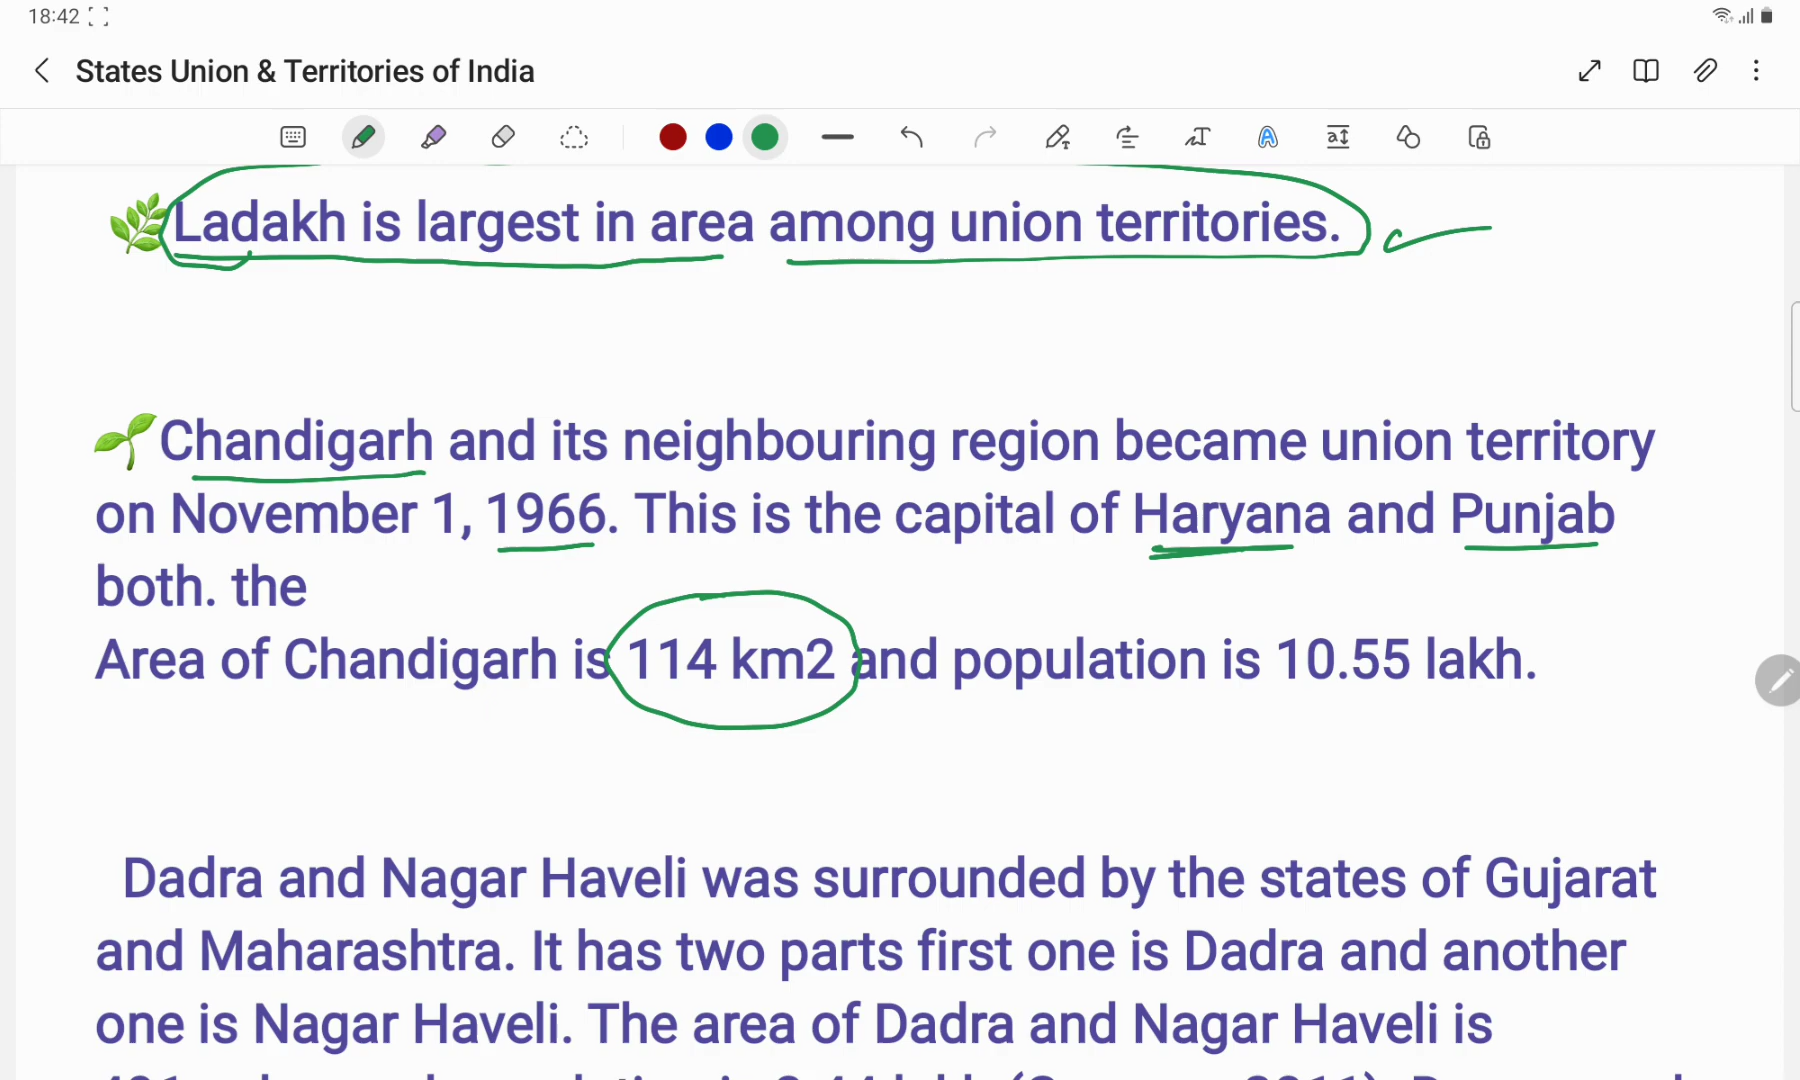 18:42
States Union & Territories of India
Ladakh is largest in area among union territories.
Chandigarh and its neighbouring region became union territory
on November 1, 1966. This is the capital of Haryana and Punjab
both. the
Area of Chandigarh is 114 km2 and population is 10.55 lakh.
Dadra and Nagar Haveli was surrounded by the states of Gujarat
and Maharashtra. It has two parts first one is Dadra and another
one is Nagar Haveli. The area of Dadra and Nagar Haveli is